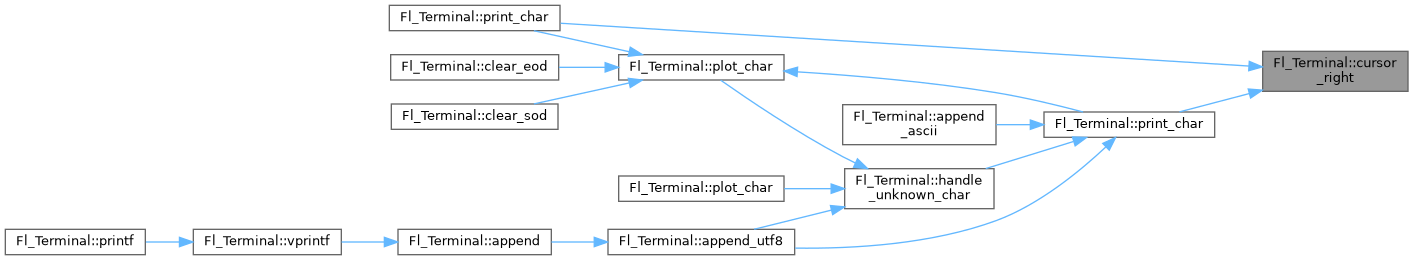 Fl_Terminal::print_char
Fl_Terminal::clear_eod
Fl_Terminal::plot_char
Fl_Terminal::cursor
_right
Fl_Terminal::clear_sod
Fl_Terminal::append
_ascii
Fl_Terminal::print_char
Fl_Terminal::plot_char
Fl_Terminal::handle
_unknown_char
Fl_Terminal::printf
Fl_Terminal::vprintf
Fl_Terminal::append
Fl_Terminal::append_utf8